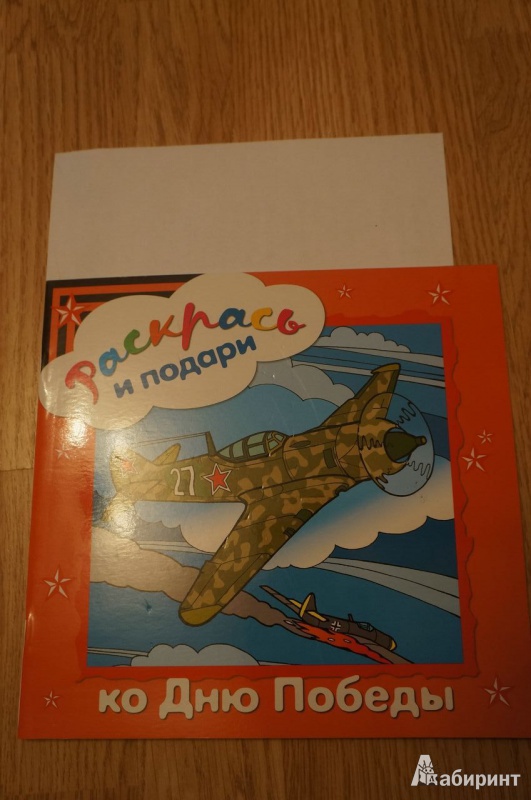 Раскрась
и подари
27
ко Дню Победы
Лабиринт